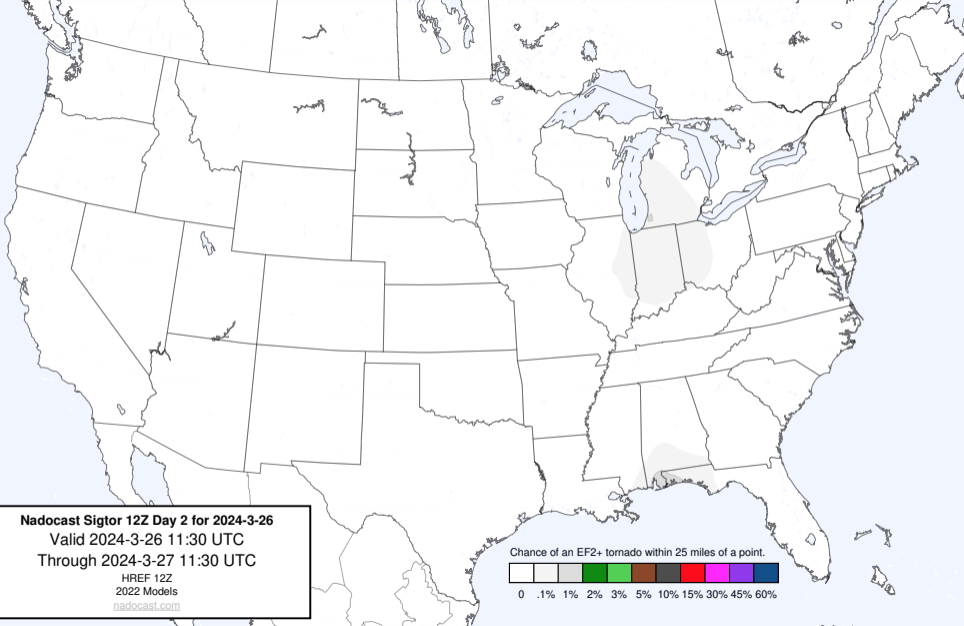 Nadocast Sigtor 12Z Day 2 for 2024-3-26
Valid 2024-3-26 11:30 UTC
Through 2024-3-27 11:30 UTC
HREF 12Z
2022 Models
nadocast.com
Chance of an EF2+ tornado within 25 miles of a point.
0 .1% 1% 2% 3% 5% 10% 15% 30% 45% 60%